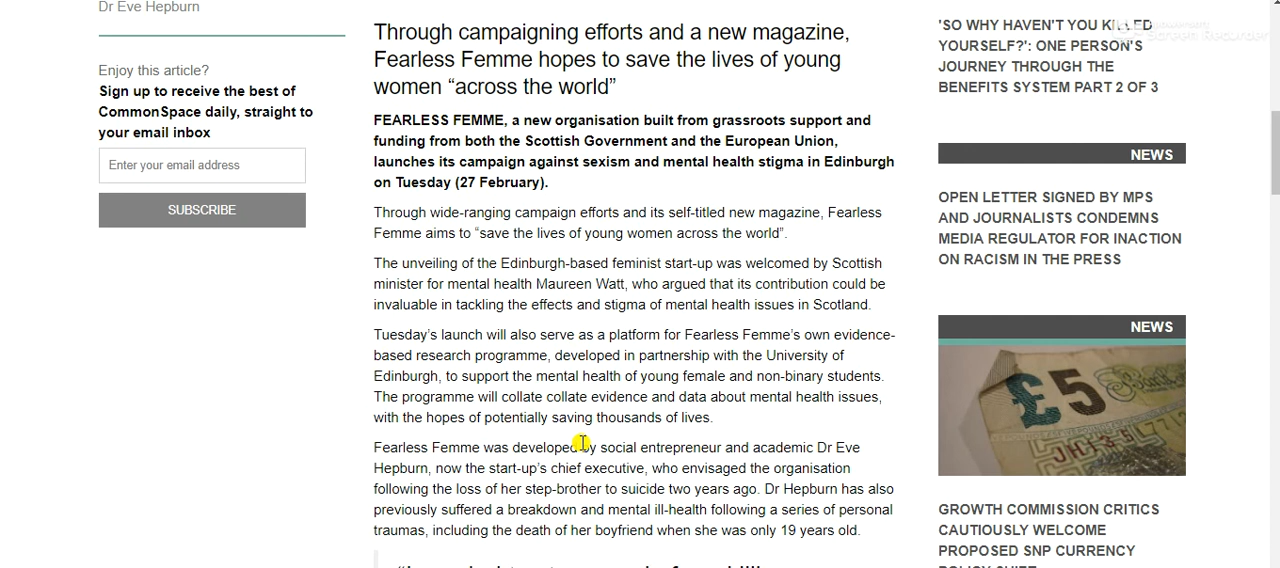 Dr Eve Hepburn
Enjoy this article?
Sign up to receive the best of
CommonSpace daily, straight to
your email inbox
Enter your email address
SUBSCRIBE
Through campaigning efforts and a new magazine,
Fearless Femme hopes to save the lives of young
women “across the world”
FEARLESS FEMME, a new organisation built from grassroots support and
funding from both the Scottish Government and the European Union,
launches its campaign against sexism and mental health stigma in Edinburgh
on Tuesday (27 February).
Through wide-ranging campaign efforts and its self-titled new magazine, Fearless
Femme aims to “save the lives of young women across the world”.
The unveiling of the Edinburgh-based feminist start-up was welcomed by Scottish
minister for mental health Maureen Watt, who argued that its contribution could be
invaluable in tackling the effects and stigma of mental health issues in Scotland.
Tuesday’s launch will also serve as a platform for Fearless Femme’s own evidence-
based research programme, developed in partnership with the University of
Edinburgh, to support the mental health of young female and non-binary students.
The programme will collate collate evidence and data about mental health issues,
with the hopes of potentially saving thousands of lives.
Fearless Femme was developed by social entrepreneur and academic Dr Eve
Hepburn, now the start-up’s chief executive, who envisaged the organisation
following the loss of her step-brother to suicide two years ago. Dr Hepburn has also
previously suffered a breakdown and mental ill-health following a series of personal
traumas, including the death of her boyfriend when she was only 19 years old.
'SO WHY HAVEN'T YOU KILLED
YOURSELF?': ONE PERSON'S
JOURNEY THROUGH THE
BENEFITS SYSTEM PART 2 OF 3
Screen Recorder
NEWS
OPEN LETTER SIGNED BY MPS
AND JOURNALISTS CONDEMNS
MEDIA REGULATOR FOR INACTION
ON RACISM IN THE PRESS
NEWS
£5
GROWTH COMMISSION CRITICS
CAUTIOUSLY WELCOME
PROPOSED SNP CURRENCY